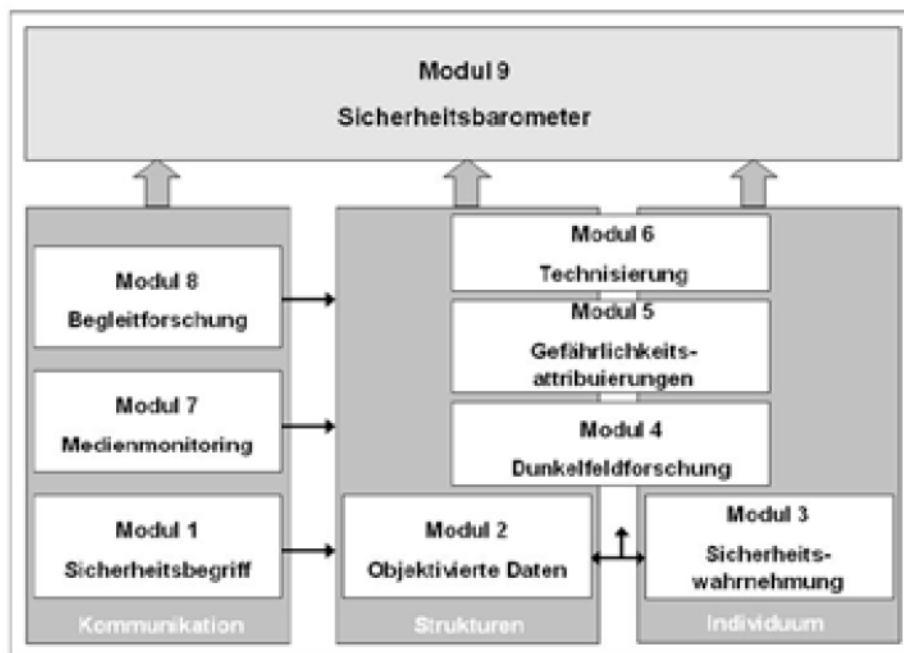 Modul 9
Sicherheitsbarometer
Modul 8
Begleitforschung
Modul 7
Medienmonitoring
Modul 1
Sicherheitsbegriff
Kommunikation
Modul 6
Technisierung
Modul 5
Gefährlichkeits-
attribuierungen
Modul 4
Dunkelfeldforschung
Modul 2
Objektivierte Daten
Strukturen
Modul 3
Sicherheits-
wahrnehmung
Individuum